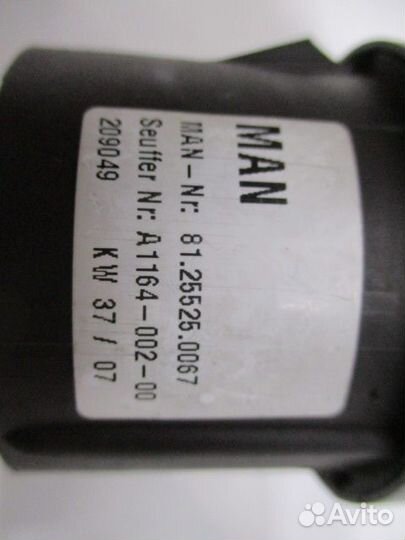 MAN
MAN-Nr: 81.25525.0067
Seuffer Nr: A1164-002-00
209049 KW 37/07
Avito